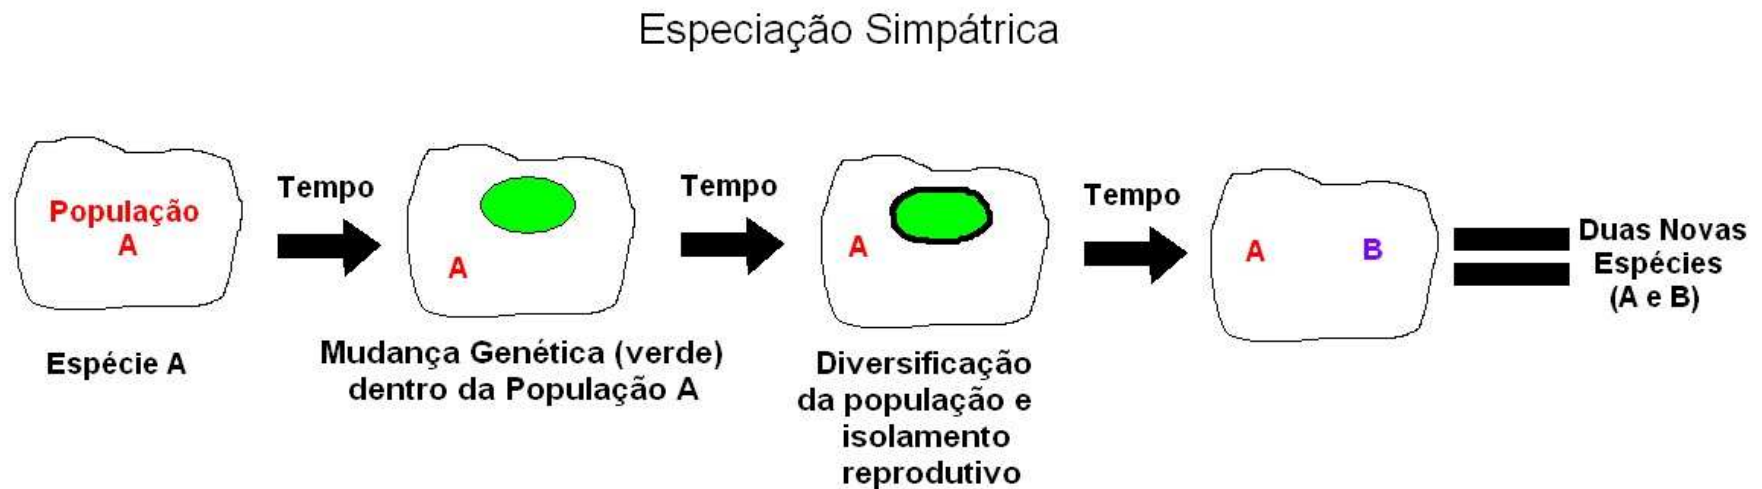 Especiação Simpátrica
População
A
Espécie A
Tempo
A
Mudança Genética (verde)
dentro da População A
Tempo
A
Diversificação
da população e
isolamento
reprodutivo
Tempo
A B
Duas Novas
Espécies
(A e B)